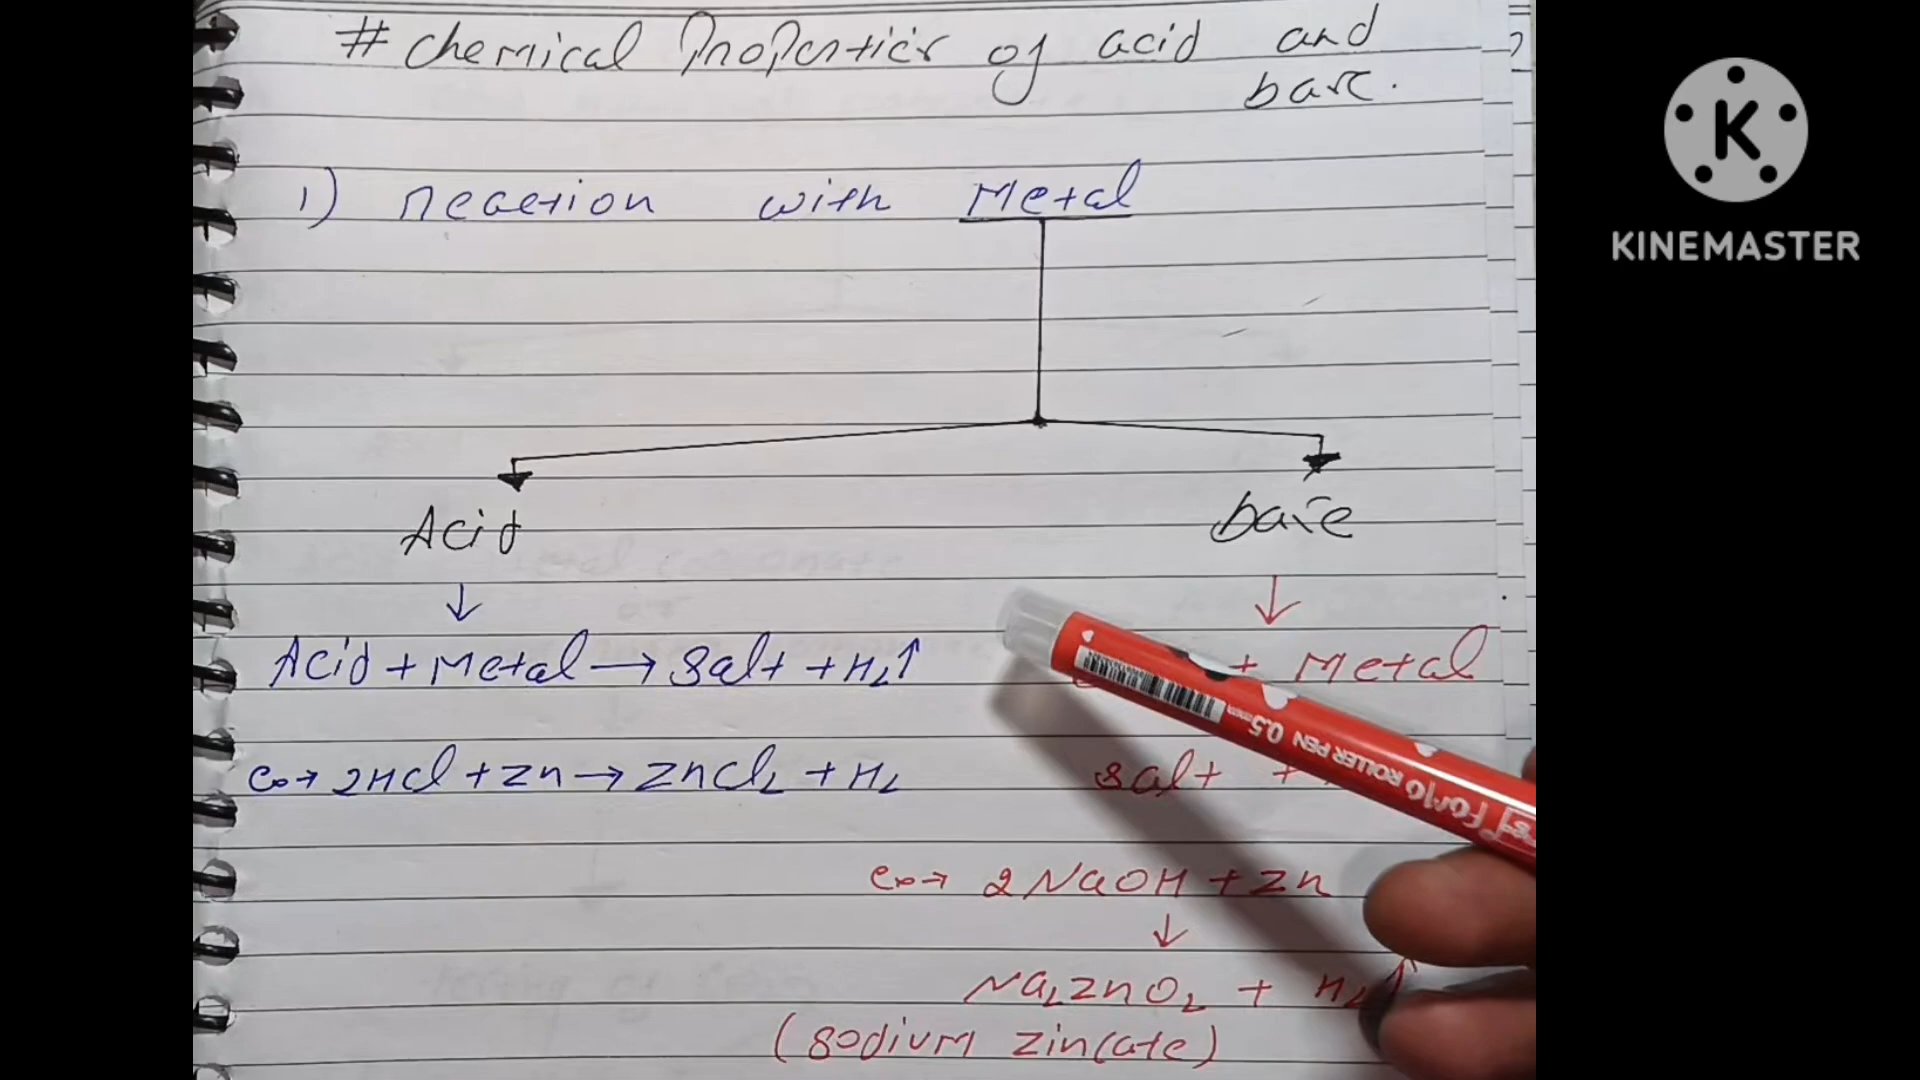 # Chemical Properties of acid and
base.
1) Reaction with Metal
Acid
base
↓
↓
Acid + Metal → Salt + H₂↑
+ Metal
ex→ 2HCl + Zn → ZnCl₂ + H₂
Salt +
ex→ 2NaOH + Zn
↓
Na₂ZnO₂ + H₂↑
(Sodium Zincate)
ROLLER PEN 0.5mm
K
KINEMASTER